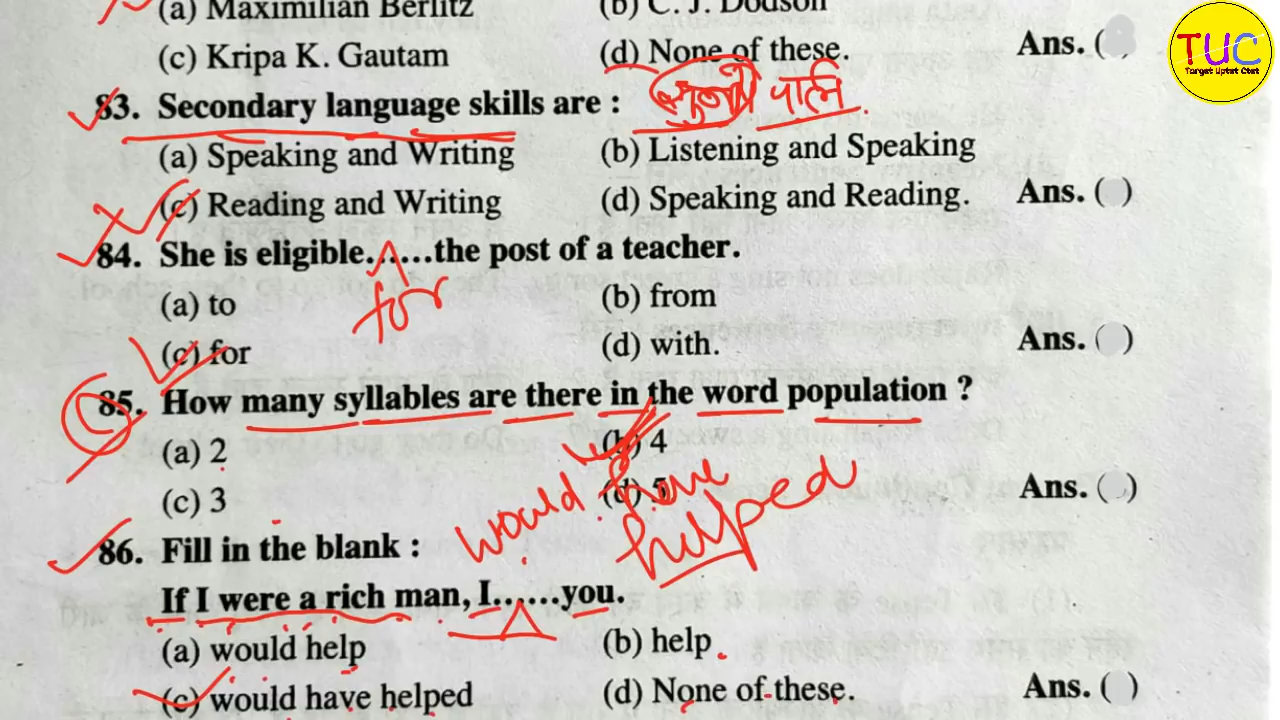 (a) Maximilian Berlitz (b) C. J. Dodson
(c) Kripa K. Gautam (d) None of these. Ans. ( )
TUC
Target Uptet Ctet
83. Secondary language skills are :
(a) Speaking and Writing (b) Listening and Speaking
(c) Reading and Writing (d) Speaking and Reading. Ans. ( )
84. She is eligible......the post of a teacher.
for
(a) to (b) from
(c) for (d) with. Ans. ( )
85. How many syllables are there in the word population ?
(a) 2 (b) 4
(c) 3 (d) 5 Ans. ( )
would have
helped
86. Fill in the blank :
If I were a rich man, I......you.
(a) would help (b) help
(c) would have helped (d) None of these. Ans. ( )